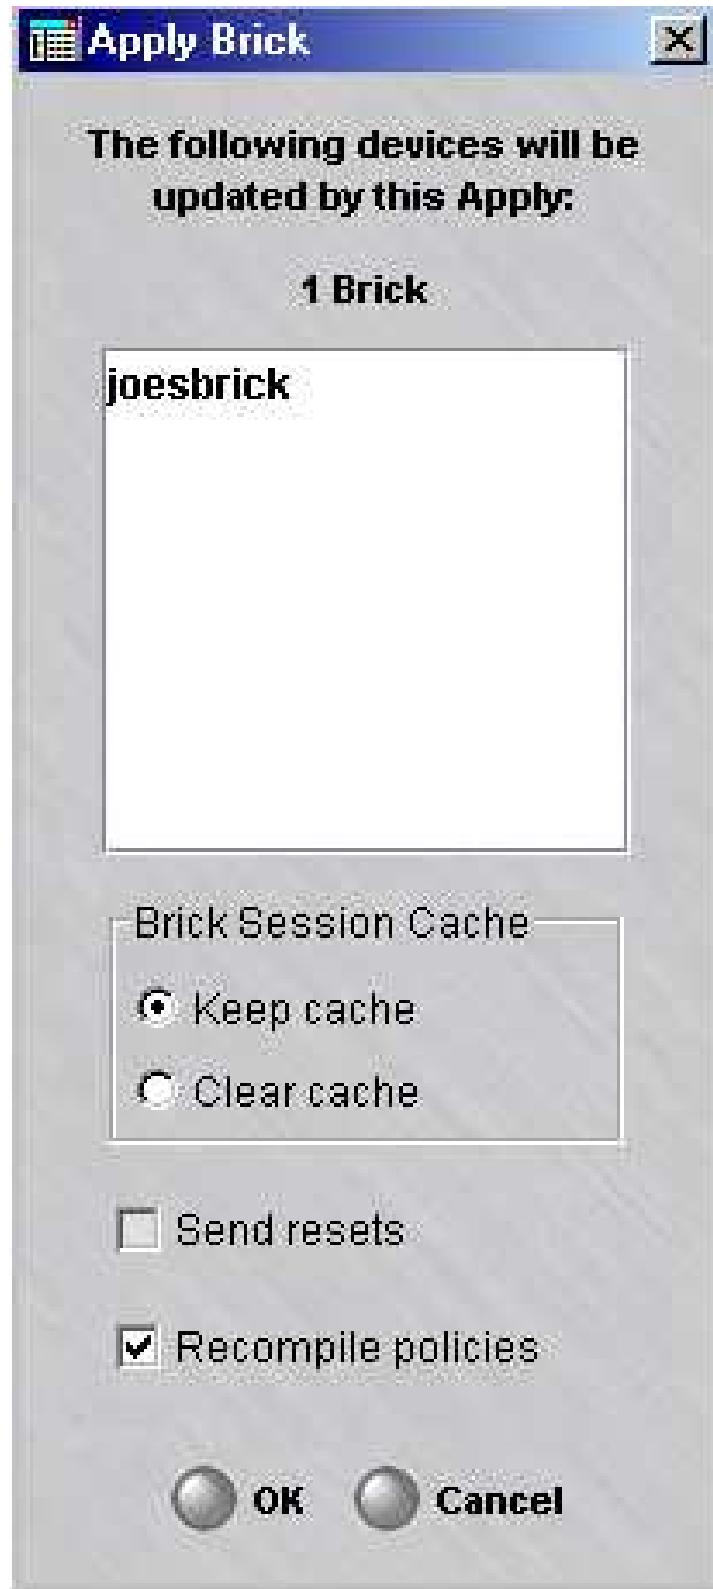 Apply Brick
The following devices will be
updated by this Apply:
1 Brick
joesbrick
Brick Session Cache
Keep cache
Clear cache
Send resets
Recompile policies
OK Cancel